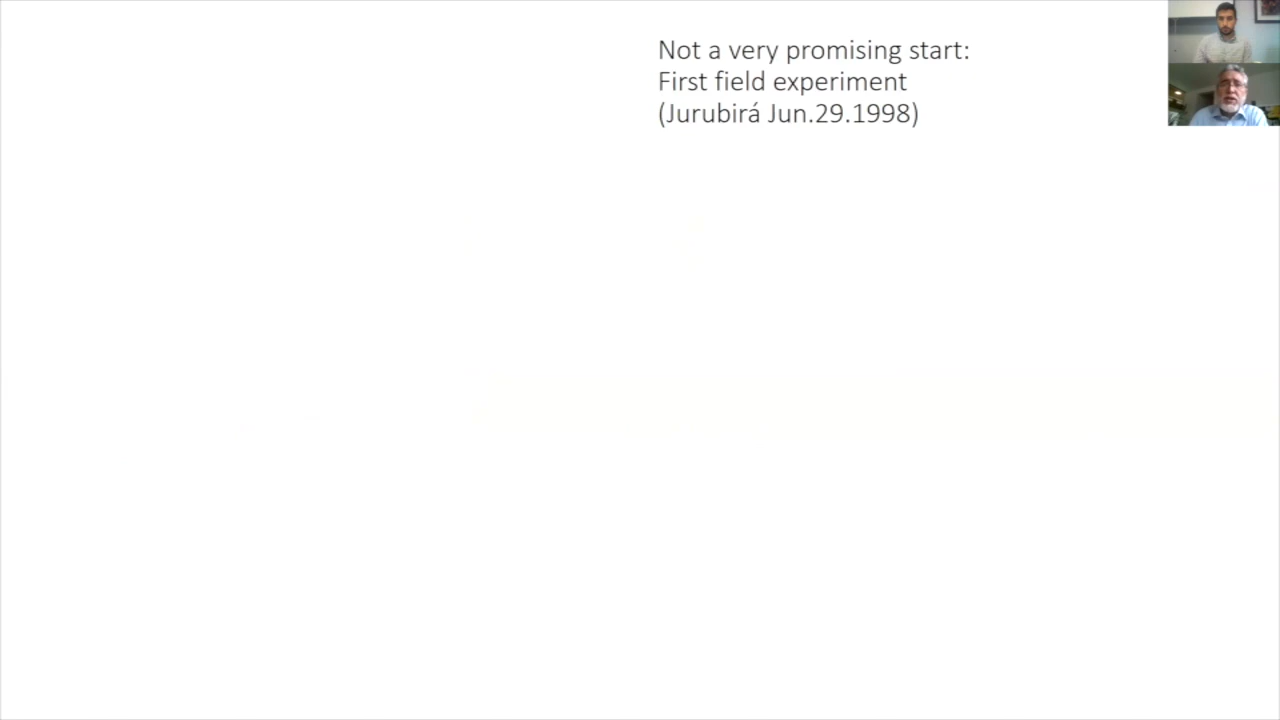 Not a very promising start:
First field experiment
(Jurubirá Jun.29.1998)